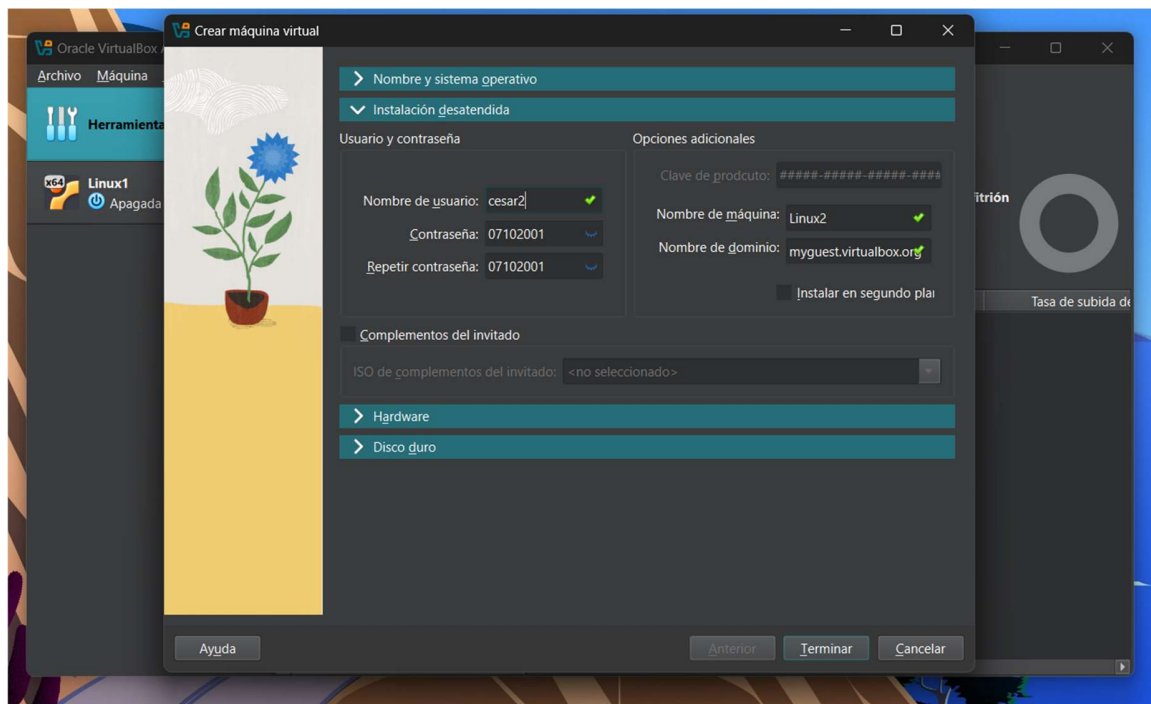 Crear máquina virtual
Oracle VirtualBox
Archivo Máquina
Herramienta
Linux1
Apagada
Nombre y sistema operativo
Instalación desatendida
Usuario y contraseña
Nombre de usuario: cesar2
Contraseña: 07102001
Repetir contraseña: 07102001
Opciones adicionales
Clave de prodcuto: #####-#####-#####-####
Nombre de máquina: Linux2
Nombre de dominio: myguest.virtualbox.org
Instalar en segundo plan
Complementos del invitado
ISO de complementos del invitado: <no seleccionado>
Hardware
Disco duro
itrión
Tasa de subida de
Ayuda
Anterior
Terminar
Cancelar